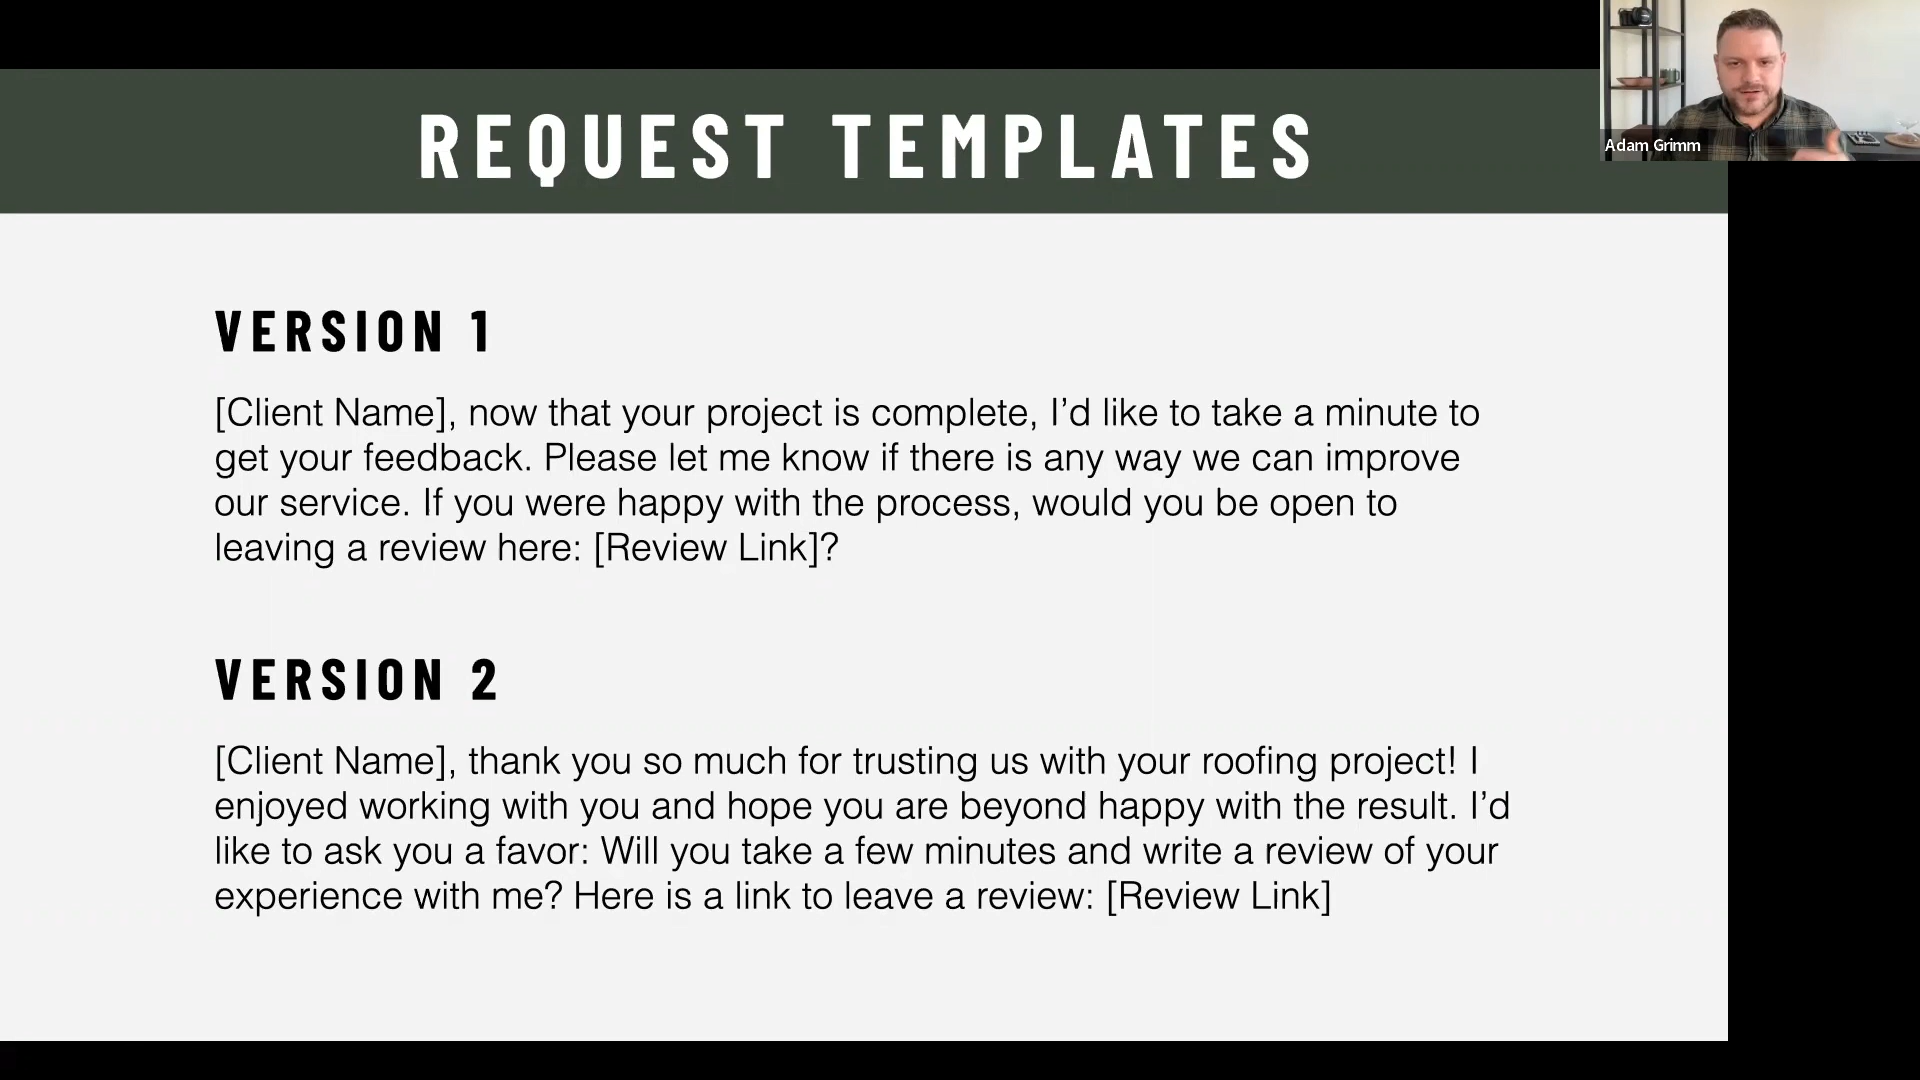 REQUEST TEMPLATES
Adam Grimm
VERSION 1
[Client Name], now that your project is complete, I’d like to take a minute to
get your feedback. Please let me know if there is any way we can improve
our service. If you were happy with the process, would you be open to
leaving a review here: [Review Link]?
VERSION 2
[Client Name], thank you so much for trusting us with your roofing project! I
enjoyed working with you and hope you are beyond happy with the result. I’d
like to ask you a favor: Will you take a few minutes and write a review of your
experience with me? Here is a link to leave a review: [Review Link]